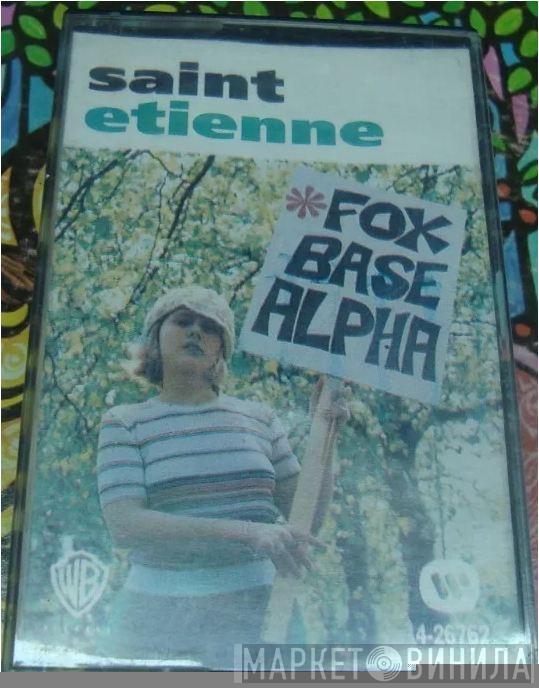 saint
etienne
FOX
BASE
ALPHA
WB
4-26762
МАРКЕТ ВИНИЛА